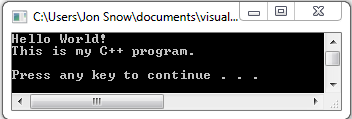 C:\Users\Jon Snow\documents\visual...
Hello World!
This is my C++ program.
Press any key to continue . . .